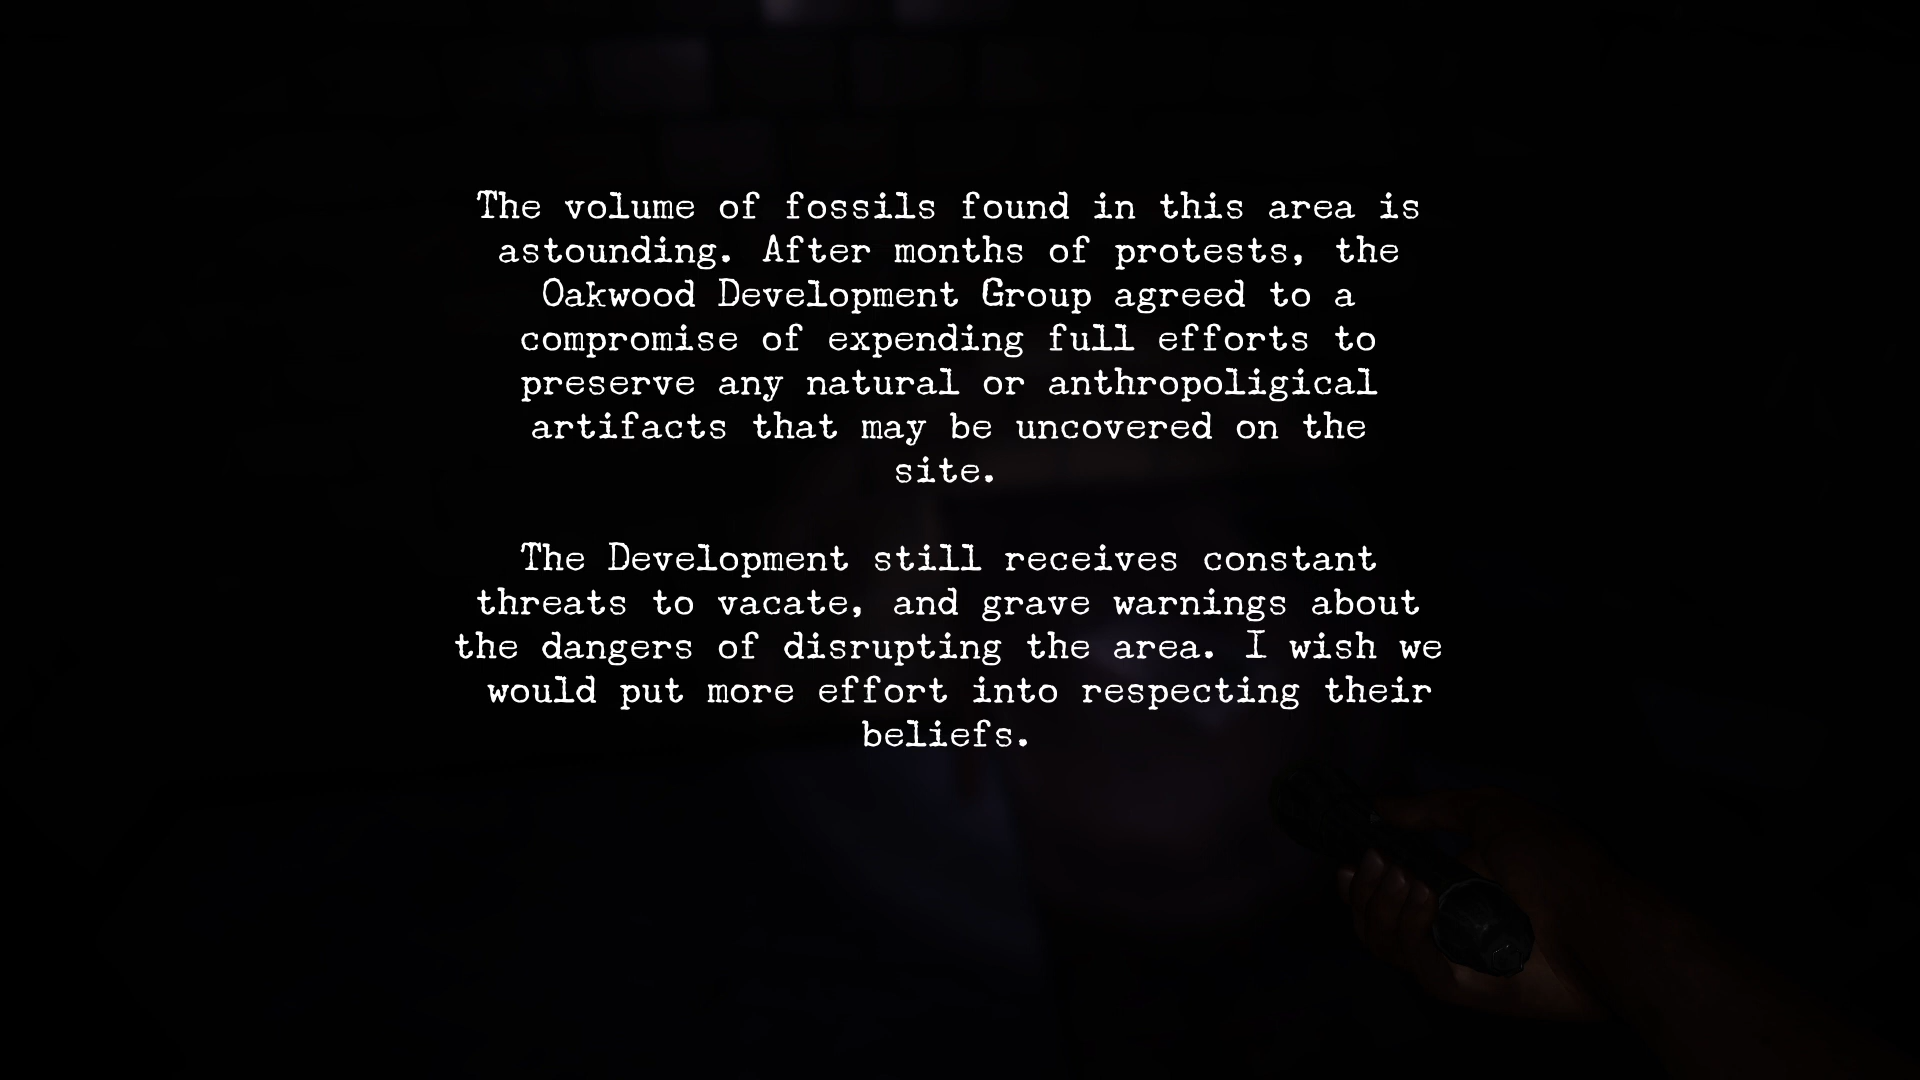 The volume of fossils found in this area is
astounding. After months of protests, the
Oakwood Development Group agreed to a
compromise of expending full efforts to
preserve any natural or anthropoligical
artifacts that may be uncovered on the
site.
The Development still receives constant
threats to vacate, and grave warnings about
the dangers of disrupting the area. I wish we
would put more effort into respecting their
beliefs.